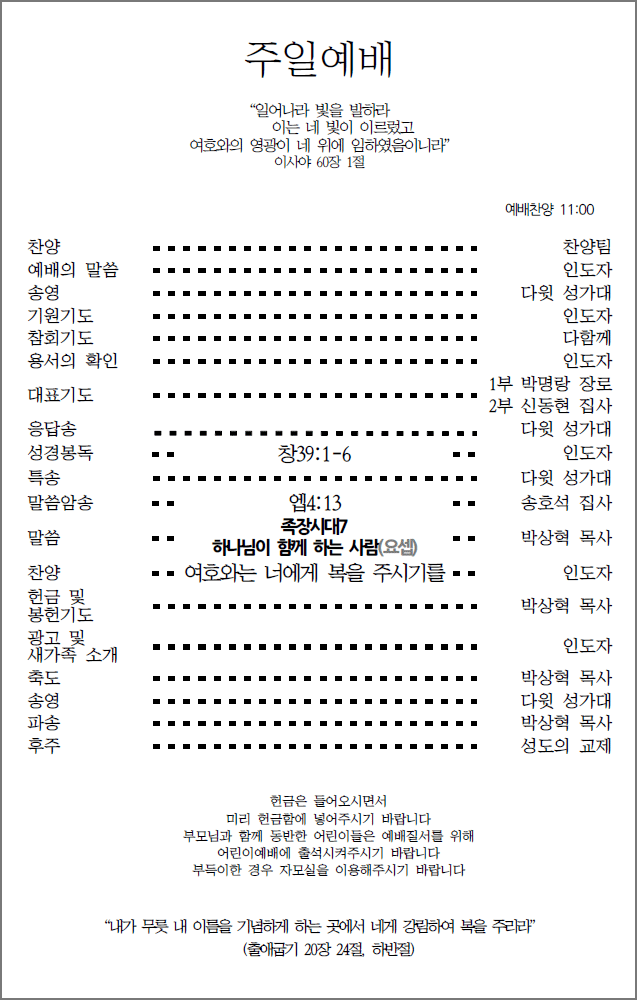 주일예배
“일어나라 빛을 발하라
이는 네 빛이 이르렀고
여호와의 영광이 네 위에 임하였음이니라”
이사야 60장 1절
예배찬양 11:00
찬양 찬양팀
예배의 말씀 인도자
송영 다윗 성가대
기원기도 인도자
참회기도 다함께
용서의 확인 인도자
대표기도 1부 박명랑 장로
2부 신동현 집사
응답송 다윗 성가대
성경봉독 창39:1-6 인도자
특송 다윗 성가대
말씀암송 엡4:13 송호석 집사
족장시대7
말씀 하나님이 함께 하는 사람(요셉) 박상혁 목사
찬양 여호와는 너에게 복을 주시기를 인도자
헌금 및
봉헌기도 박상혁 목사
광고 및
새가족 소개 인도자
축도 박상혁 목사
송영 다윗 성가대
파송 박상혁 목사
후주 성도의 교제
헌금은 들어오시면서
미리 헌금함에 넣어주시기 바랍니다
부모님과 함께 동반한 어린이들은 예배질서를 위해
어린이예배에 출석시켜주시기 바랍니다
부득이한 경우 자모실을 이용해주시기 바랍니다
“내가 무릇 내 이름을 기념하게 하는 곳에서 네게 강림하여 복을 주리라”
(출애굽기 20장 24절, 하반절)